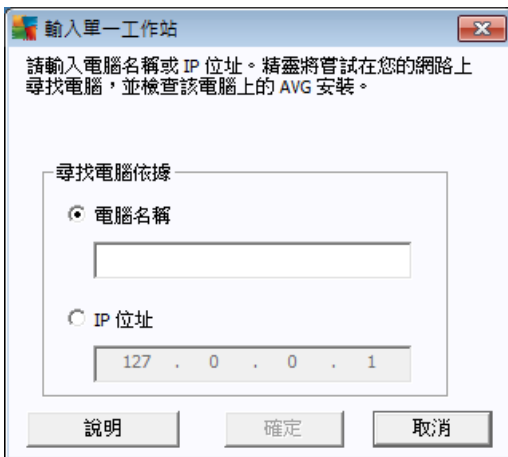 輸入單一工作站
請輸入電腦名稱或 IP 位址。精靈將嘗試在您的網路上
尋找電腦，並檢查該電腦上的 AVG 安裝。
尋找電腦依據
電腦名稱
IP 位址
127 . 0 . 0 . 1
說明
確定
取消